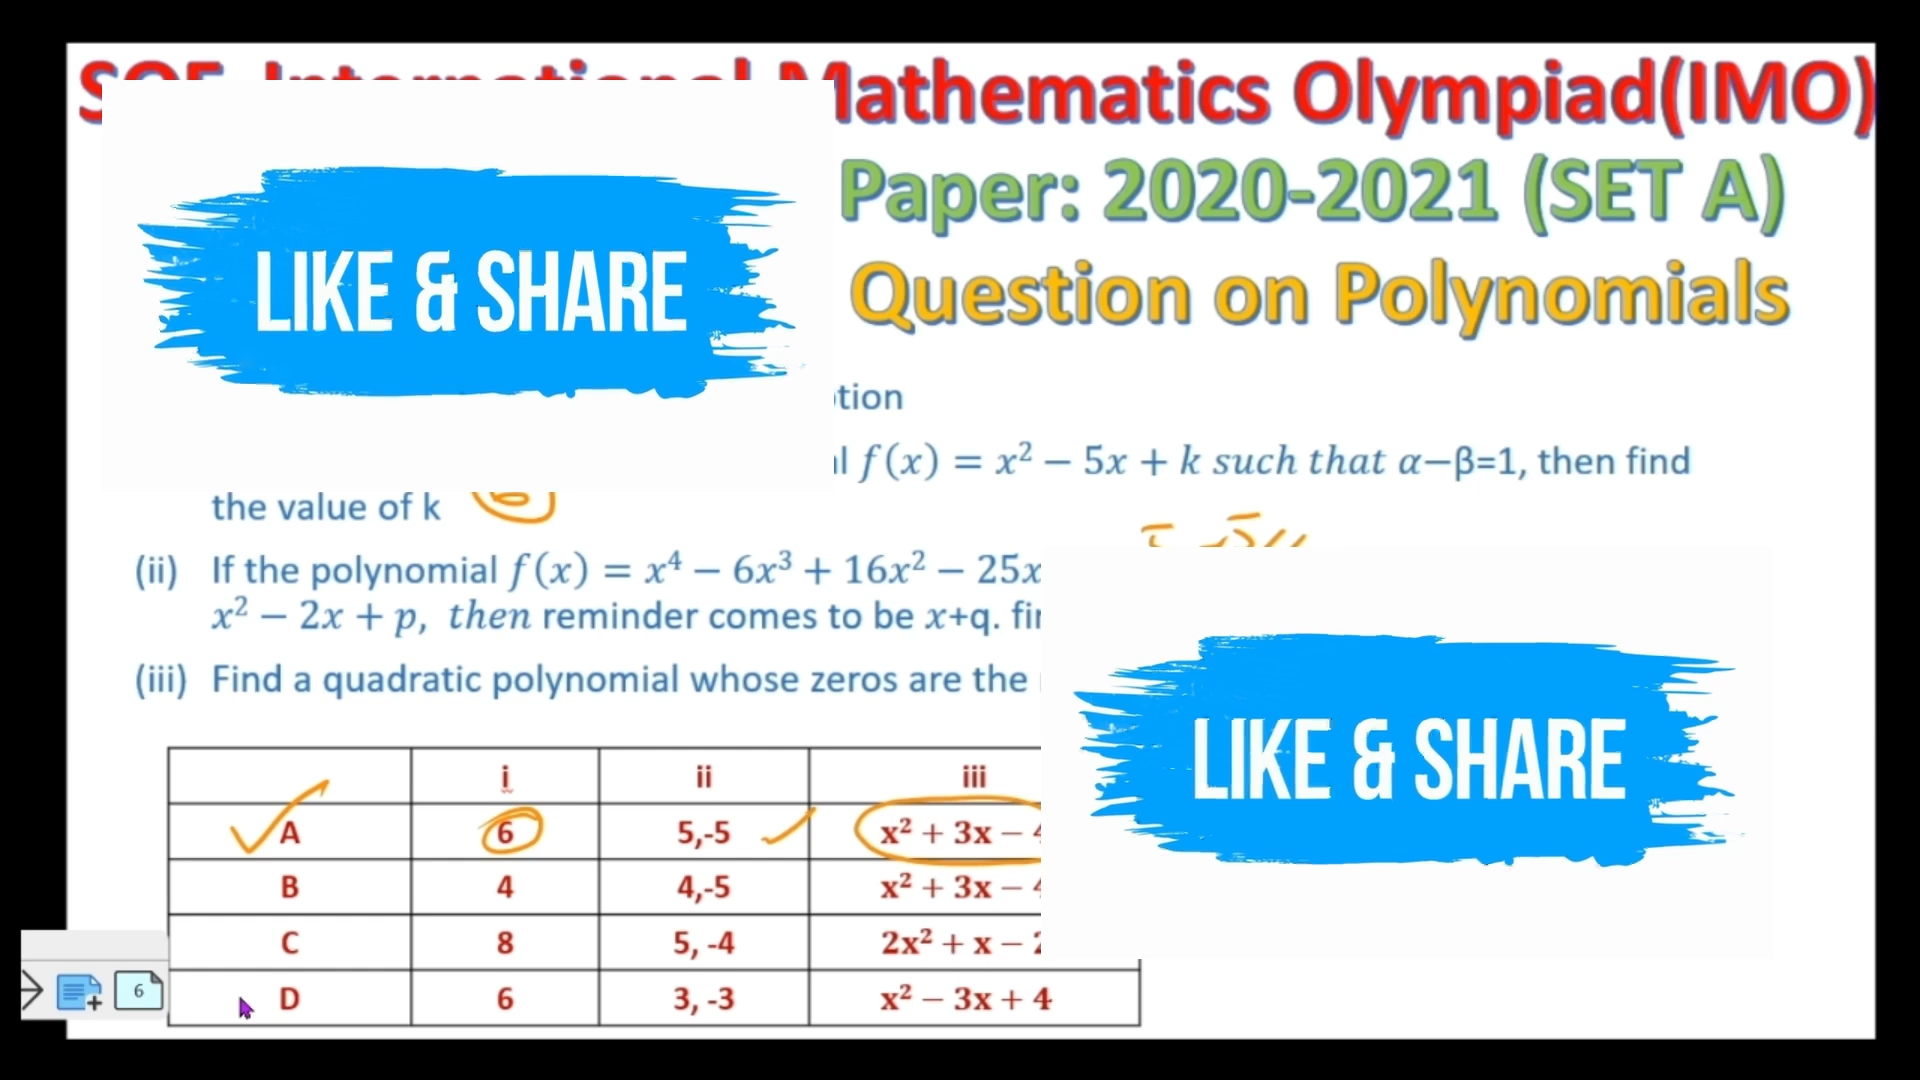 Mathematics Olympiad(IMO)
Paper: 2020-2021 (SET A)
Question on Polynomials
LIKE & SHARE
f(x) = x² − 5x + k such that α−β=1, then find
the value of k
(ii) If the polynomial f(x) = x⁴ − 6x³ + 16x² − 25x
x² − 2x + p, then reminder comes to be x+q.
(iii) Find a quadratic polynomial whose zeros are the
LIKE & SHARE
i ii iii
A 6 5,-5 x² + 3x −
B 4 4,-5 x² + 3x −
C 8 5, -4 2x² + x −
D 6 3, -3 x² − 3x + 4
6